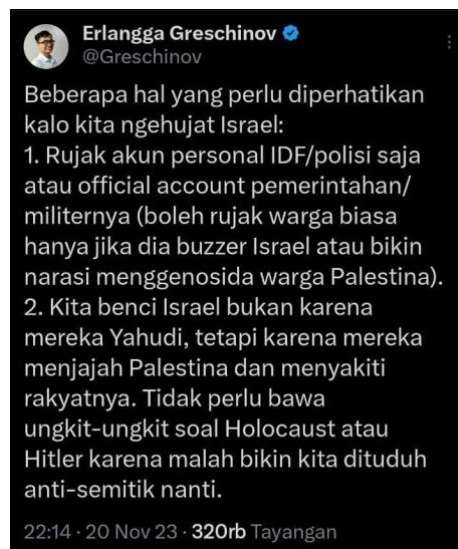 Erlangga Greschinov
@Greschinov
Beberapa hal yang perlu diperhatikan
kalo kita ngehujat Israel:
1. Rujak akun personal IDF/polisi saja
atau official account pemerintahan/
militernya (boleh rujak warga biasa
hanya jika dia buzzer Israel atau bikin
narasi menggenosida warga Palestina).
2. Kita benci Israel bukan karena
mereka Yahudi, tetapi karena mereka
menjajah Palestina dan menyakiti
rakyatnya. Tidak perlu bawa
ungkit-ungkit soal Holocaust atau
Hitler karena malah bikin kita dituduh
anti-semitik nanti.
22:14 · 20 Nov 23 · 320rb Tayangan